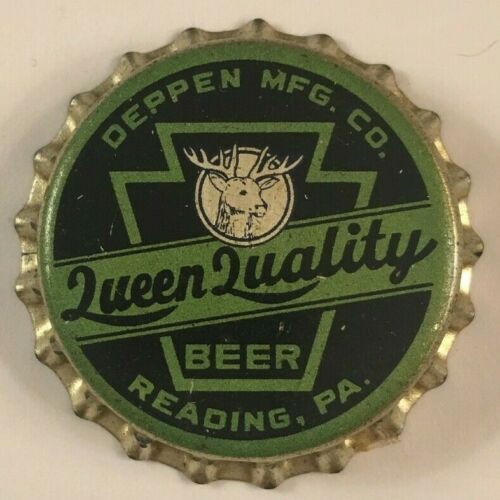 DEPPEN MFG. CO.
Queen Quality
BEER
READING, PA.